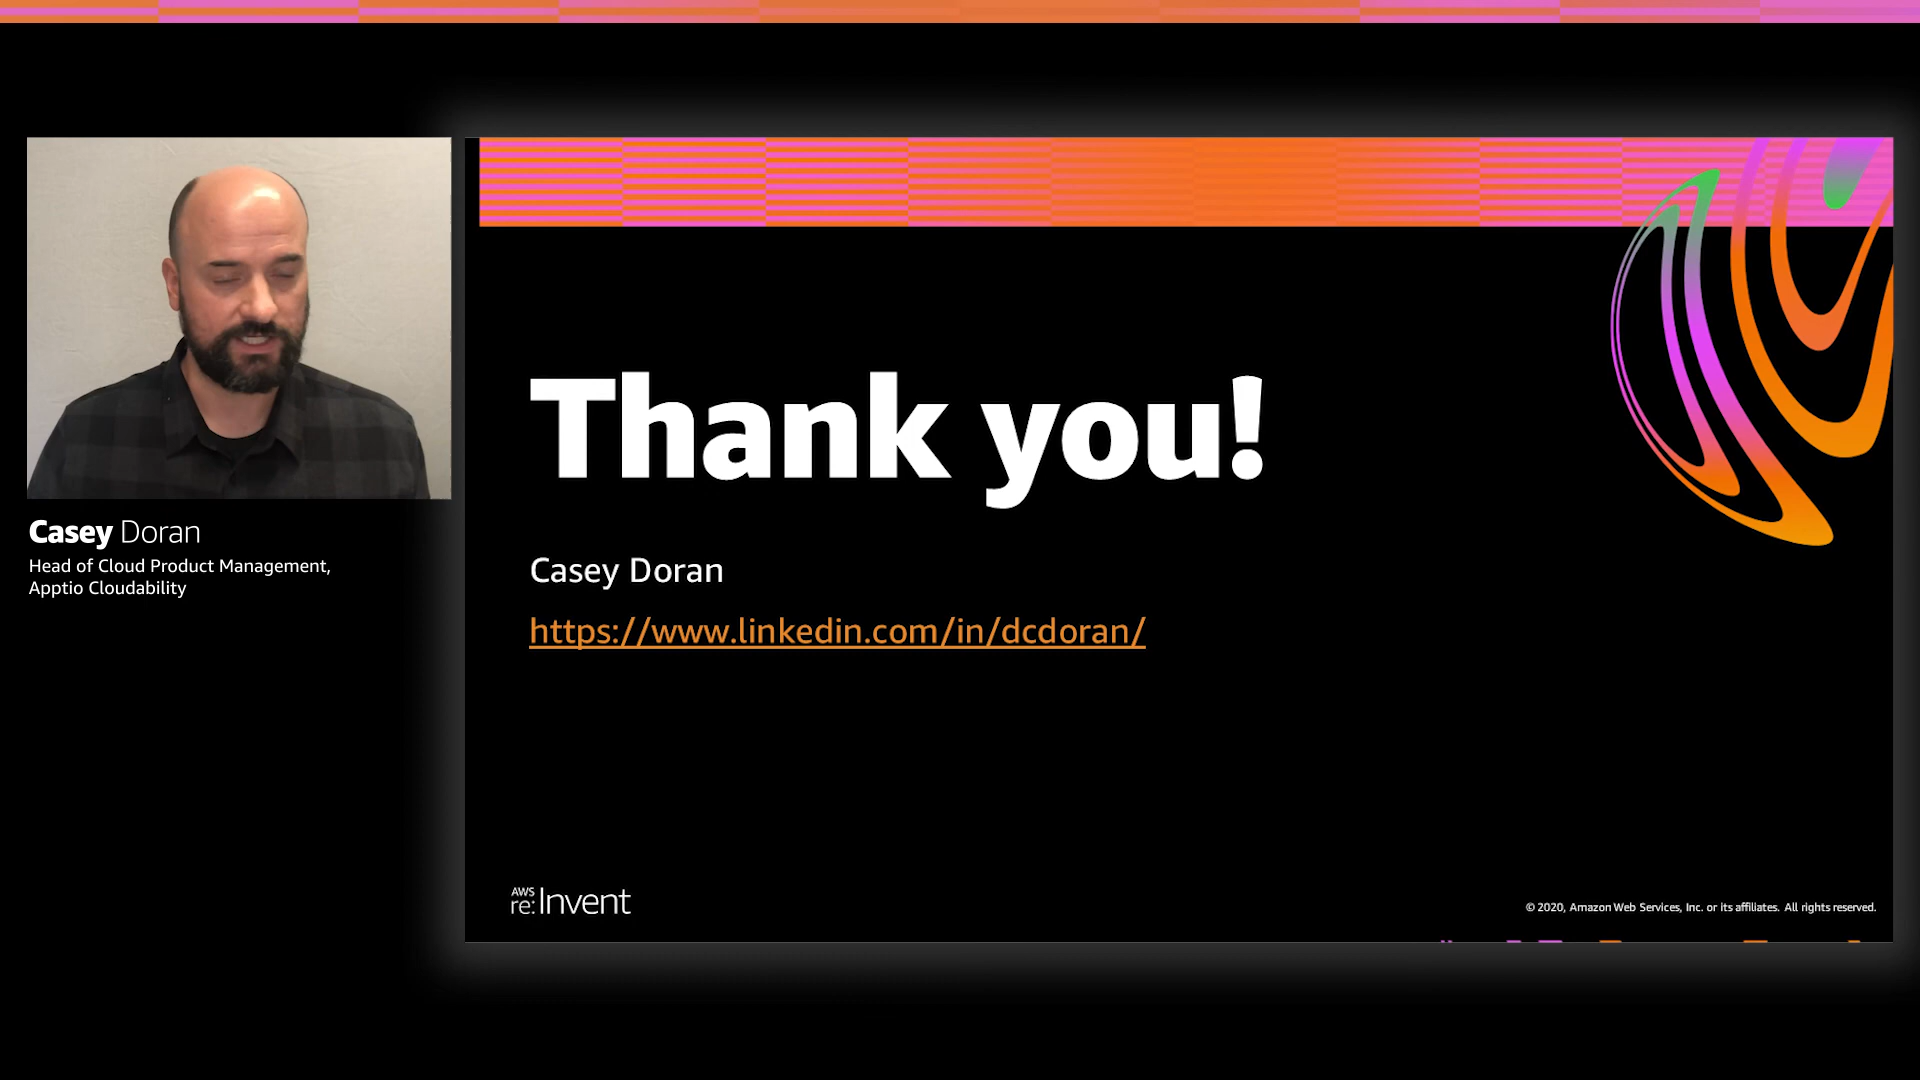 Casey Doran
Head of Cloud Product Management,
Apptio Cloudability
Thank you!
Casey Doran
https://www.linkedin.com/in/dcdoran/
AWS
re:Invent
© 2020, Amazon Web Services, Inc. or its affiliates. All rights reserved.